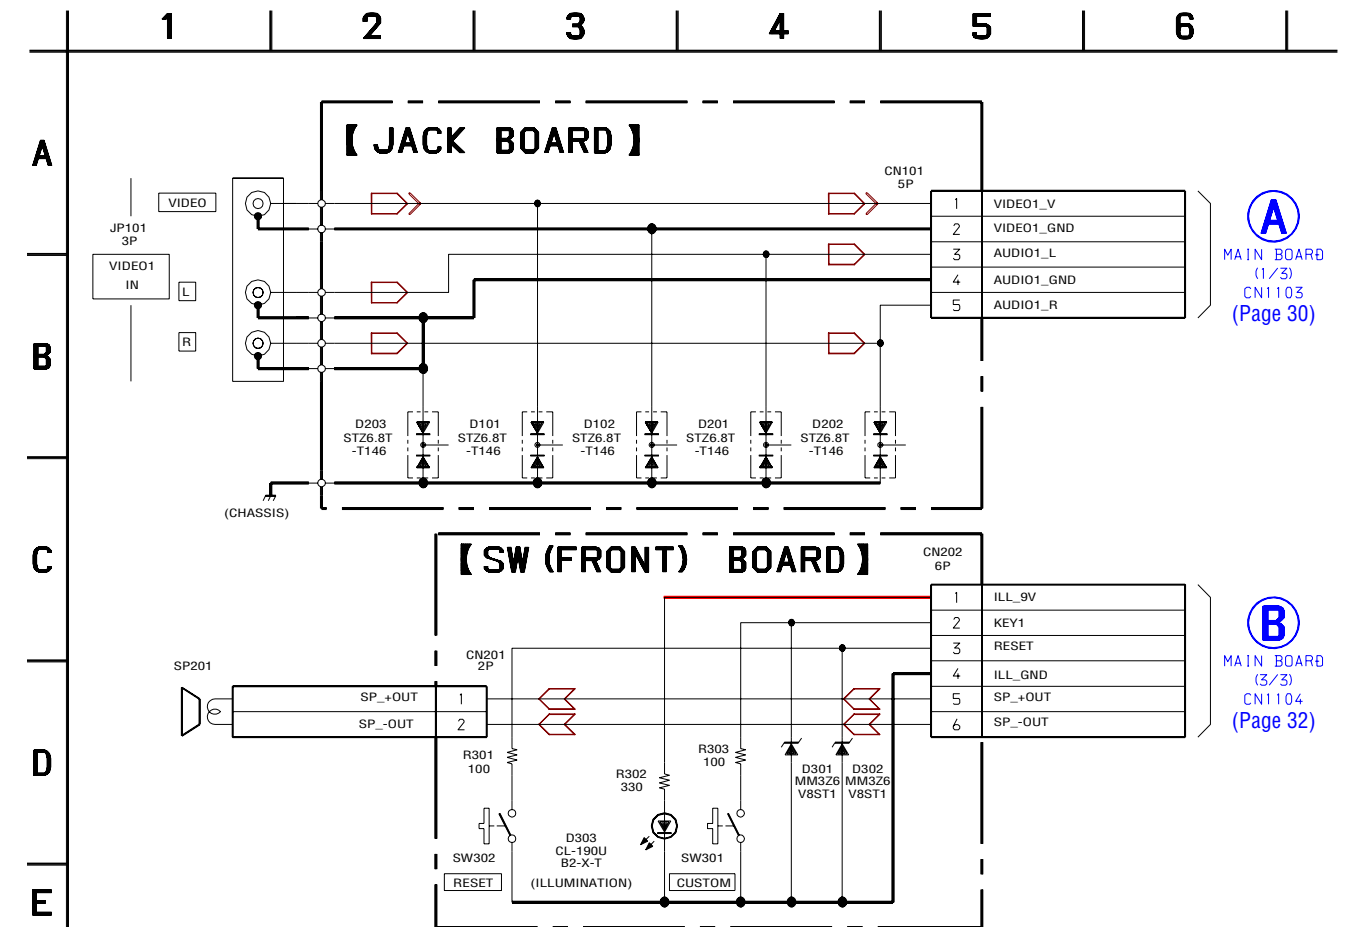 1 2 3 4 5 6
A
【 JACK BOARD 】
CN101
5P
VIDEO
JP101
3P
VIDEO1
IN
L
R
1 VIDEO1_V
2 VIDEO1_GND
3 AUDIO1_L
4 AUDIO1_GND
5 AUDIO1_R
A
MAIN BOARD
(1/3)
CN1103
(Page 30)
B
D203
STZ6.8T
-T146
D101
STZ6.8T
-T146
D102
STZ6.8T
-T146
D201
STZ6.8T
-T146
D202
STZ6.8T
-T146
(CHASSIS)
C
【 SW (FRONT) BOARD 】
CN202
6P
1 ILL_9V
2 KEY1
3 RESET
4 ILL_GND
5 SP_+OUT
6 SP_-OUT
B
MAIN BOARD
(3/3)
CN1104
(Page 32)
SP201
CN201
2P
SP_+OUT 1
SP_-OUT 2
D
R301
100
R302
330
R303
100
D301
MM3Z6
V8ST1
D302
MM3Z6
V8ST1
SW302
RESET
D303
CL-190U
B2-X-T
(ILLUMINATION)
SW301
CUSTOM
E